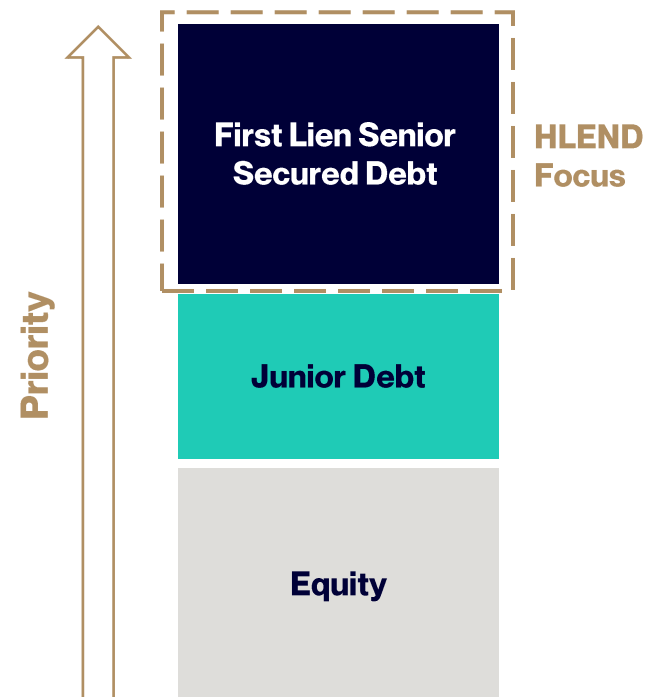 First Lien Senior
Secured Debt
HLEND
Focus
Priority
Junior Debt
Equity